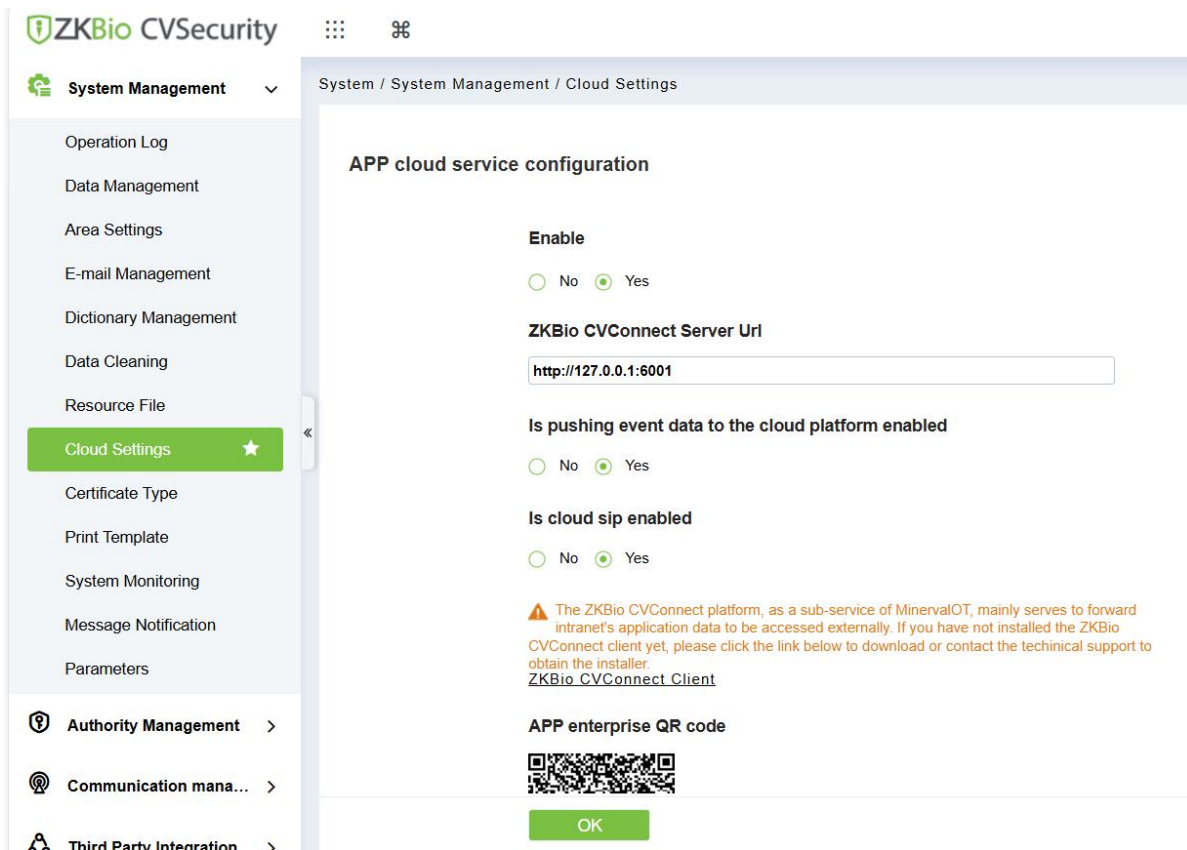 ZKBio CVSecurity
System Management
Operation Log
Data Management
Area Settings
E-mail Management
Dictionary Management
Data Cleaning
Resource File
Cloud Settings
Certificate Type
Print Template
System Monitoring
Message Notification
Parameters
Authority Management
Communication mana...
Third Party Integration
System / System Management / Cloud Settings
APP cloud service configuration
Enable
No Yes
ZKBio CVConnect Server Url
http://127.0.0.1:6001
Is pushing event data to the cloud platform enabled
No Yes
Is cloud sip enabled
No Yes
The ZKBio CVConnect platform, as a sub-service of MinervaIOT, mainly serves to forward
intranet's application data to be accessed externally. If you have not installed the ZKBio
CVConnect client yet, please click the link below to download or contact the techinical support to
obtain the installer.
ZKBio CVConnect Client
APP enterprise QR code
OK